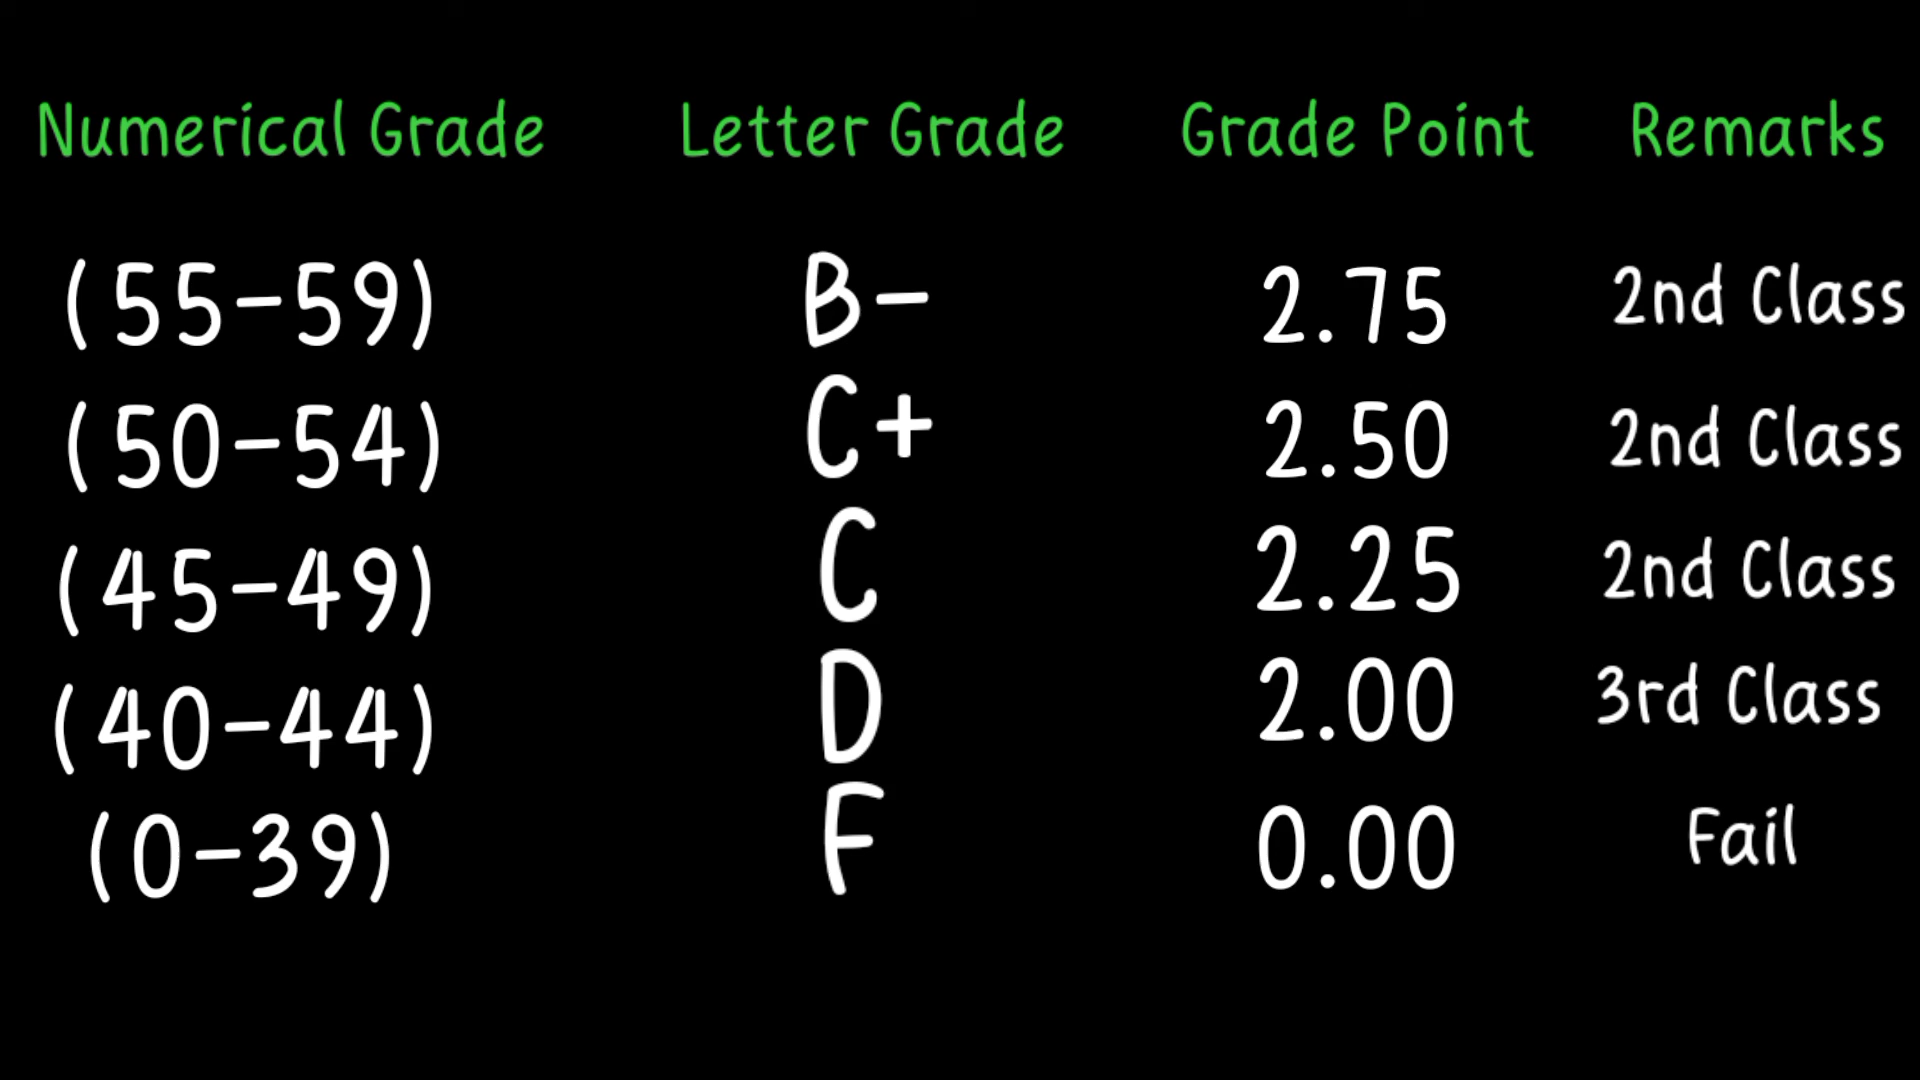 Numerical Grade Letter Grade Grade Point Remarks
(55-59) B- 2.75 2nd Class
(50-54) C+ 2.50 2nd Class
(45-49) C 2.25 2nd Class
(40-44) D 2.00 3rd Class
(0-39) F 0.00 Fail